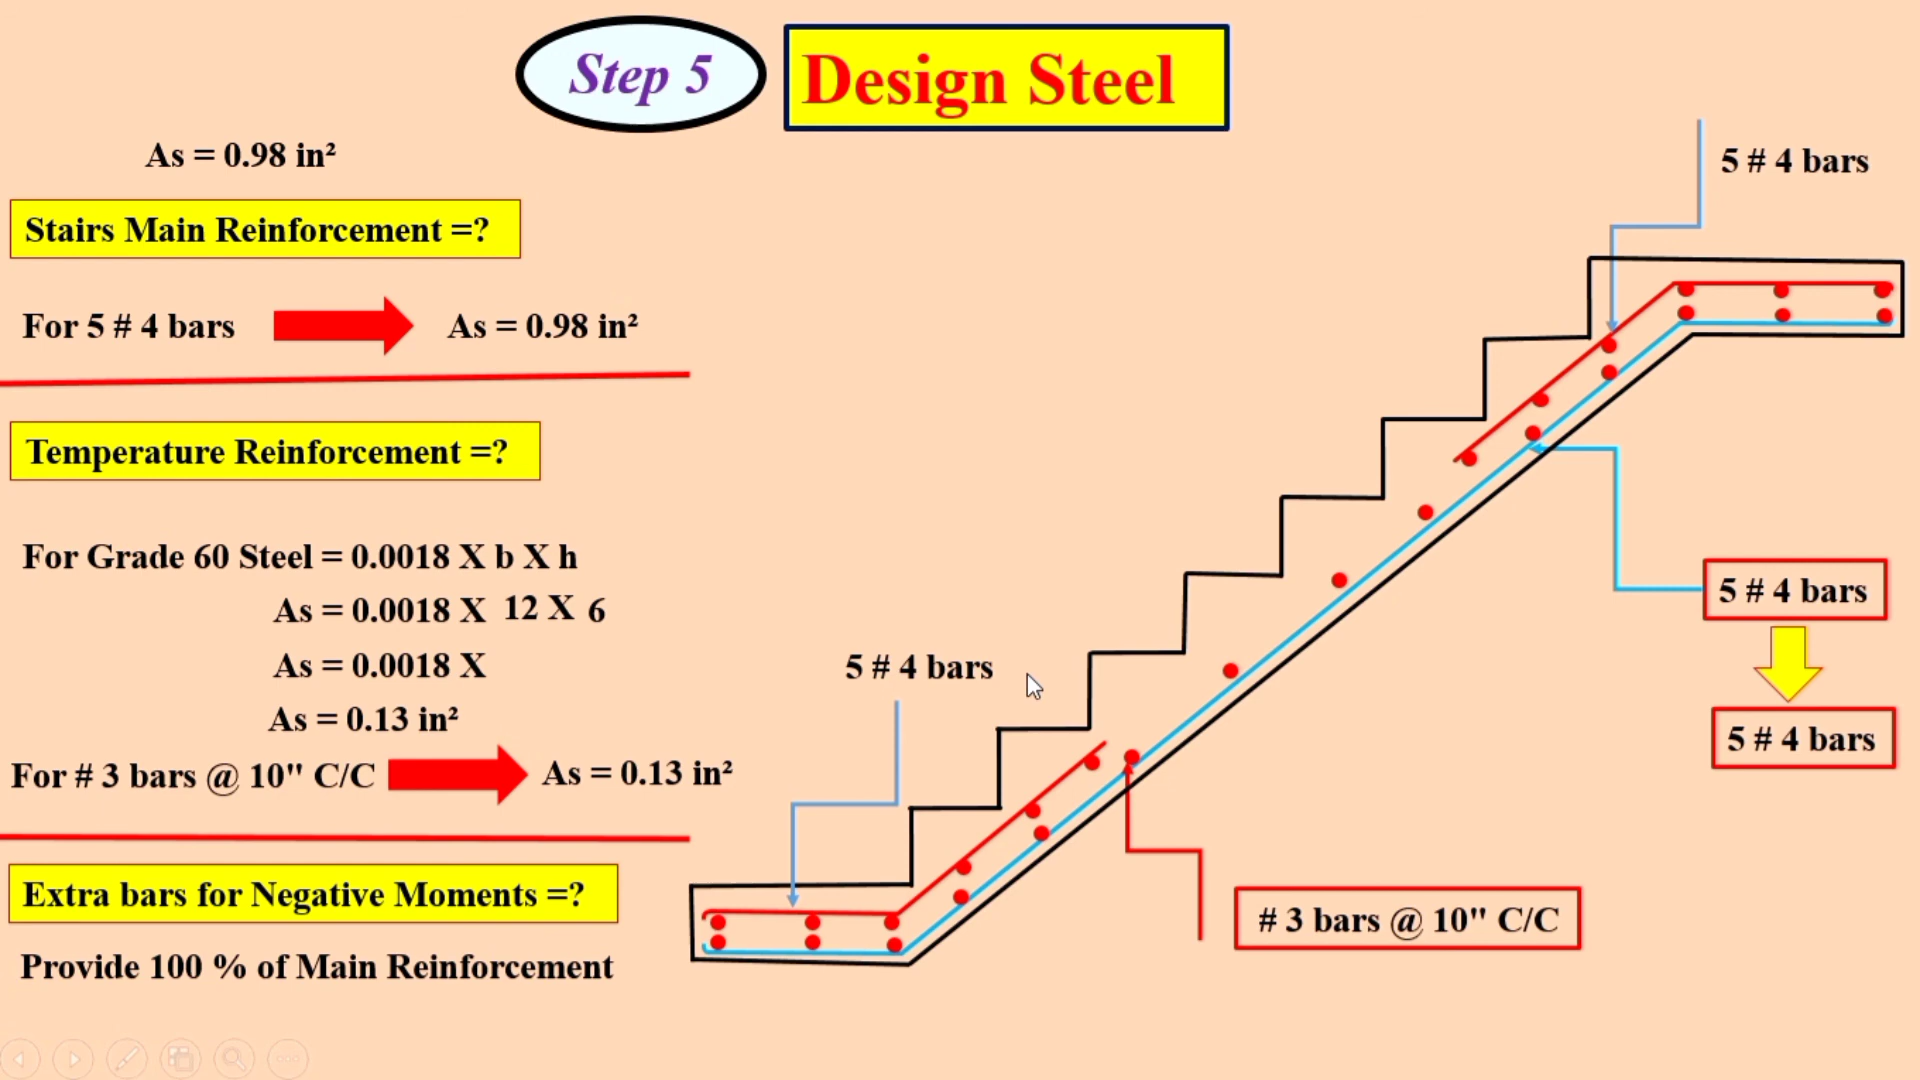 Step 5
Design Steel
As = 0.98 in²
Stairs Main Reinforcement =?
For 5 # 4 bars
As = 0.98 in²
Temperature Reinforcement =?
For Grade 60 Steel = 0.0018 X b X h
As = 0.0018 X 12 X 6
As = 0.0018 X
As = 0.13 in²
For # 3 bars @ 10" C/C
As = 0.13 in²
Extra bars for Negative Moments =?
Provide 100 % of Main Reinforcement
5 # 4 bars
5 # 4 bars
5 # 4 bars
5 # 4 bars
# 3 bars @ 10" C/C